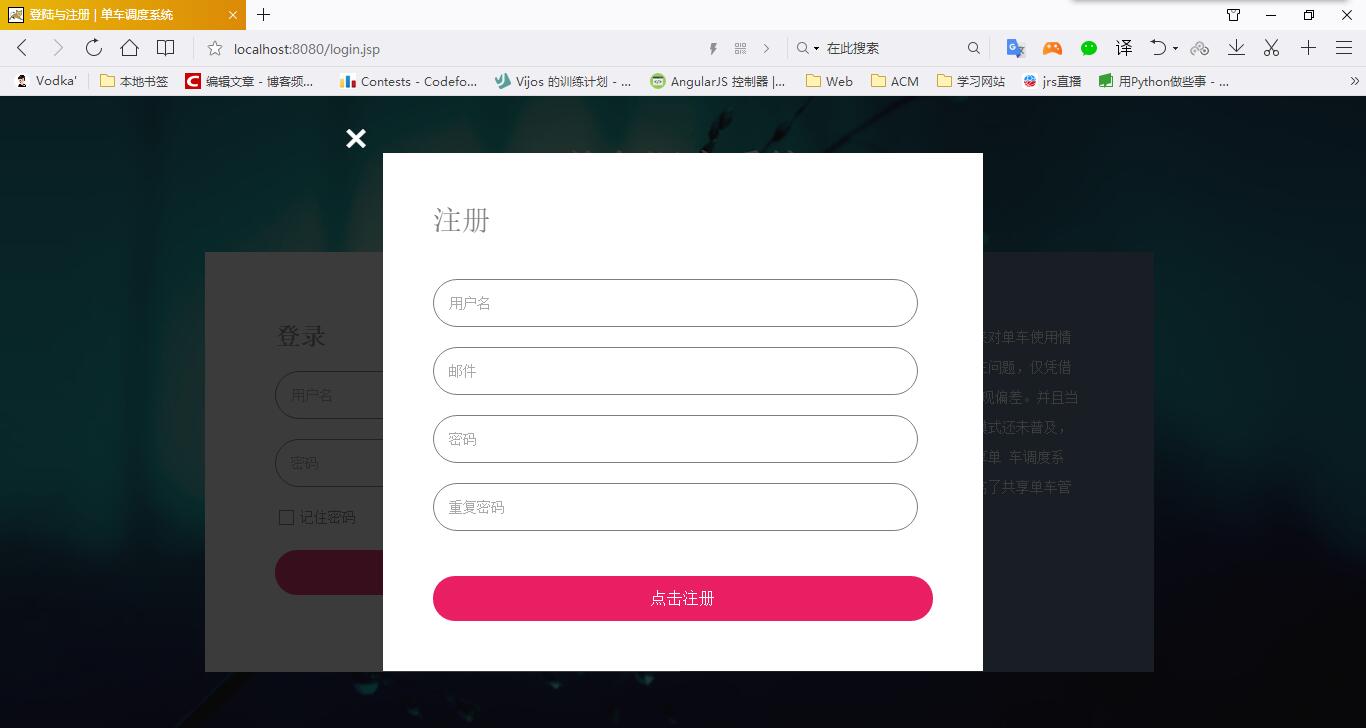 登陆与注册 | 单车调度系统
localhost:8080/login.jsp
在此搜索
译
Vodka'
本地书签
编辑文章 - 博客频...
Contests - Codefo...
Vijos 的训练计划 - ...
AngularJS 控制器 |...
Web
ACM
学习网站
jrs直播
用Python做些事 - ...
注册
用户名
邮件
密码
重复密码
点击注册
登录
用户名
密码
记住密码
对单车使用情
问题，仅凭借
观偏差。并且当
式还未普及，
单 车调度系
了共享单车管